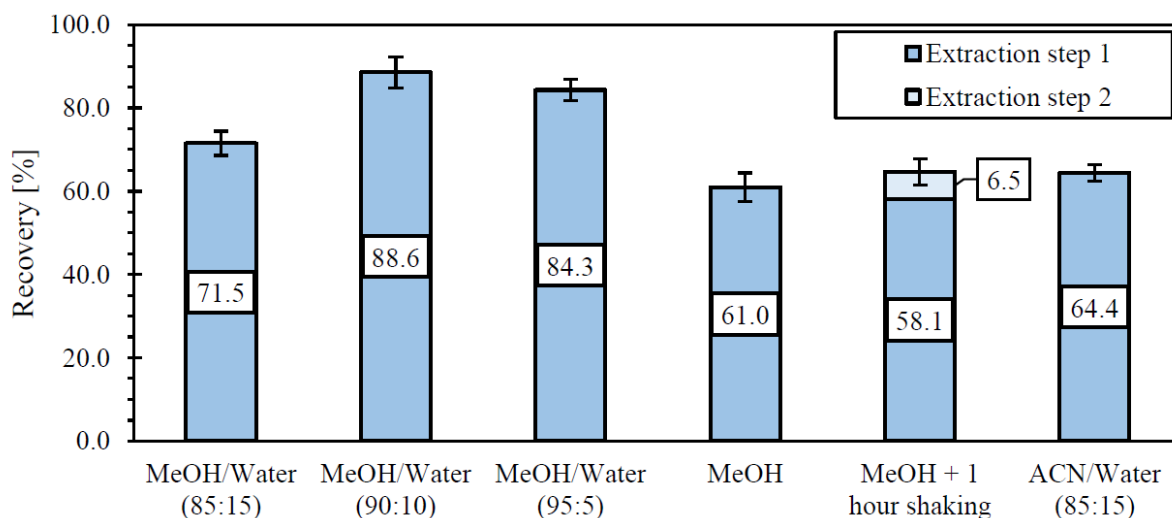 100.0
80.0
60.0
40.0
20.0
0.0
Recovery [%]
Extraction step 1
Extraction step 2
71.5
88.6
84.3
61.0
58.1
6.5
64.4
MeOH/Water
(85:15)
MeOH/Water
(90:10)
MeOH/Water
(95:5)
MeOH
MeOH + 1
hour shaking
ACN/Water
(85:15)